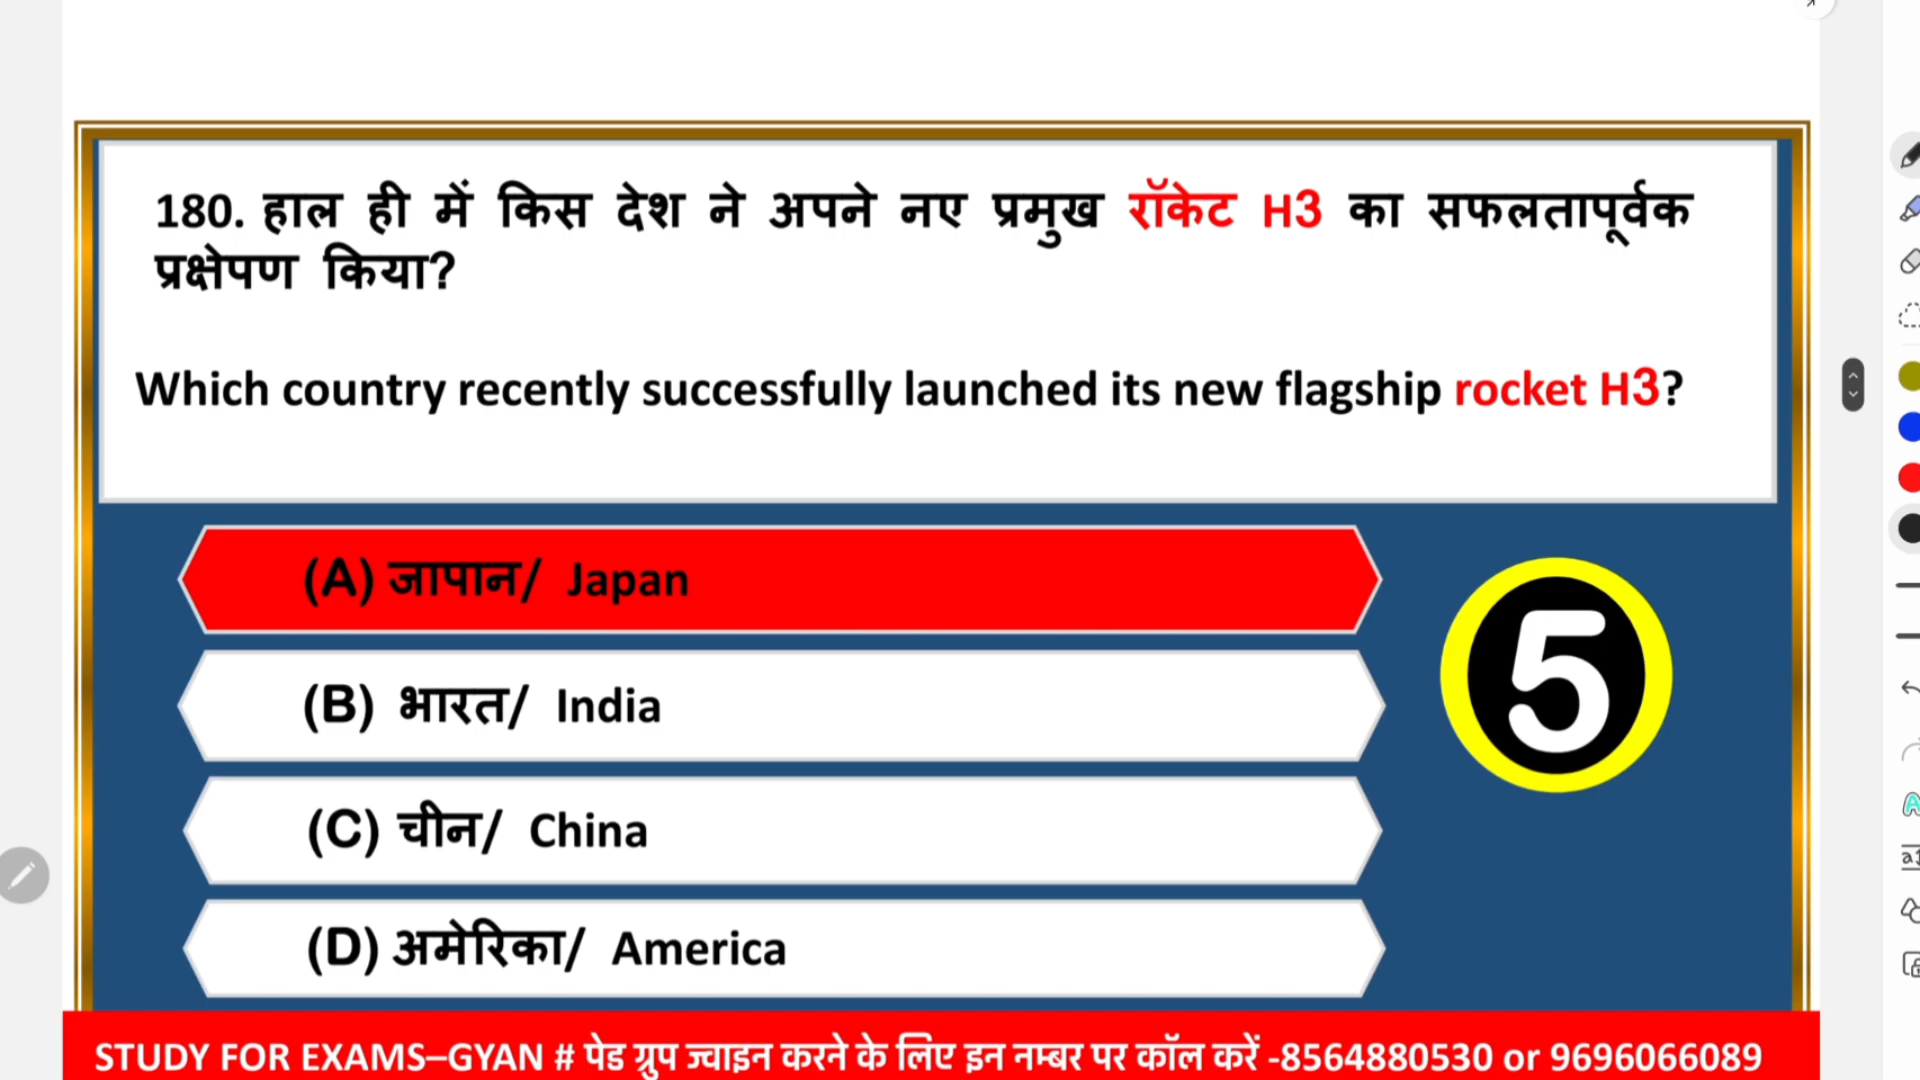 180. हाल ही में किस देश ने अपने नए प्रमुख रॉकेट H3 का सफलतापूर्वक
प्रक्षेपण किया?
Which country recently successfully launched its new flagship rocket H3?
(A) जापान/ Japan
(B) भारत/ India
(C) चीन/ China
(D) अमेरिका/ America
5
STUDY FOR EXAMS–GYAN # पेड ग्रुप ज्वाइन करने के लिए इन नम्बर पर कॉल करें -8564880530 or 9696066089